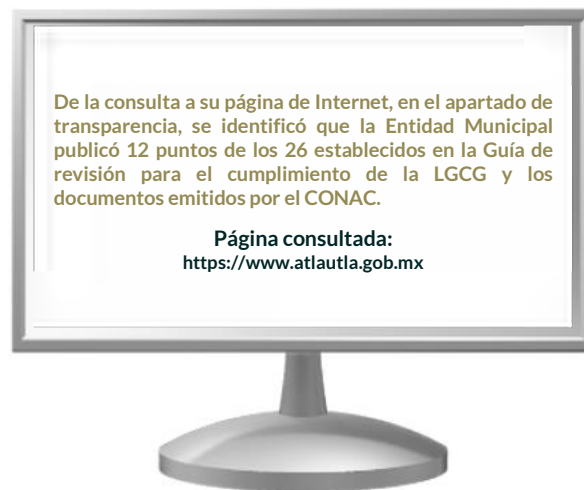 De la consulta a su página de Internet, en el apartado de
transparencia, se identificó que la Entidad Municipal
publicó 12 puntos de los 26 establecidos en la Guía de
revisión para el cumplimiento de la LGCG y los
documentos emitidos por el CONAC.
Página consultada:
https://www.atlautla.gob.mx